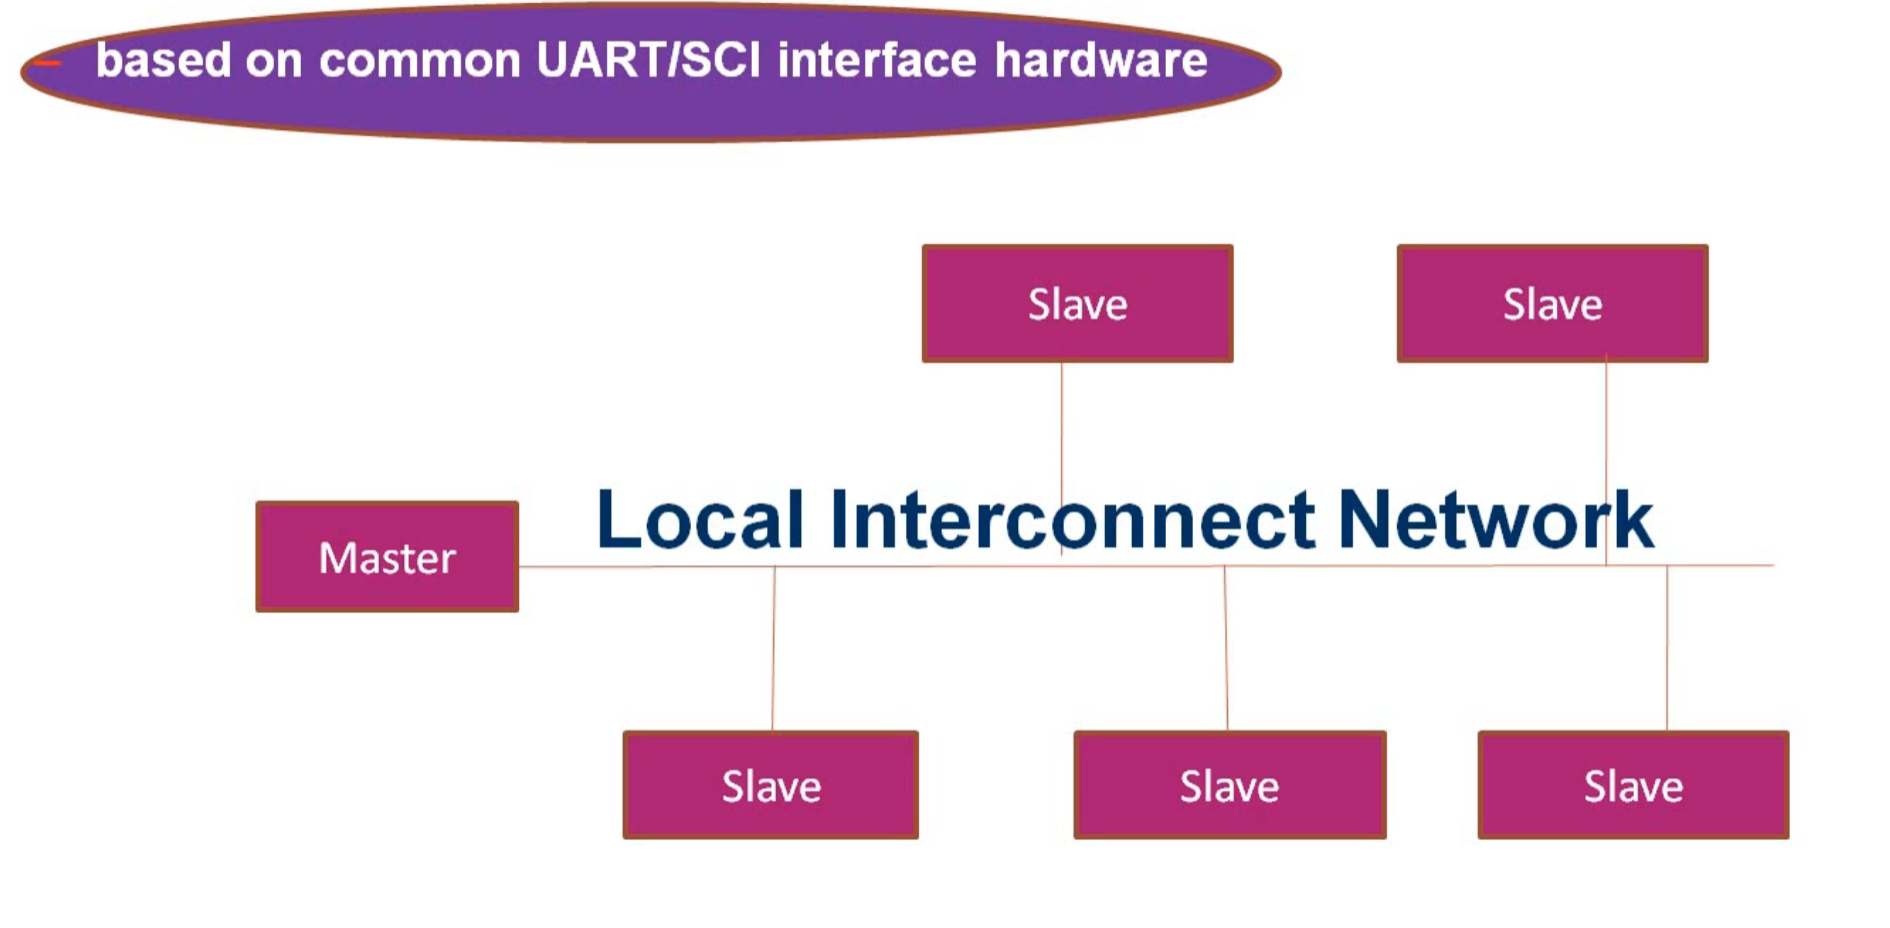 – based on common UART/SCI interface hardware
Slave
Slave
Local Interconnect Network
Master
Slave
Slave
Slave